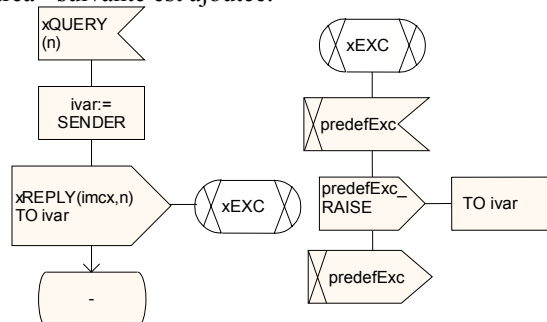 suivante est ajoutée.
xQUERY
(n)
ivar:=
SENDER
xREPLY(imcx,n)
TO ivar
xEXC
-
xEXC
predefExc
predefExc_
RAISE
TO ivar
predefExc